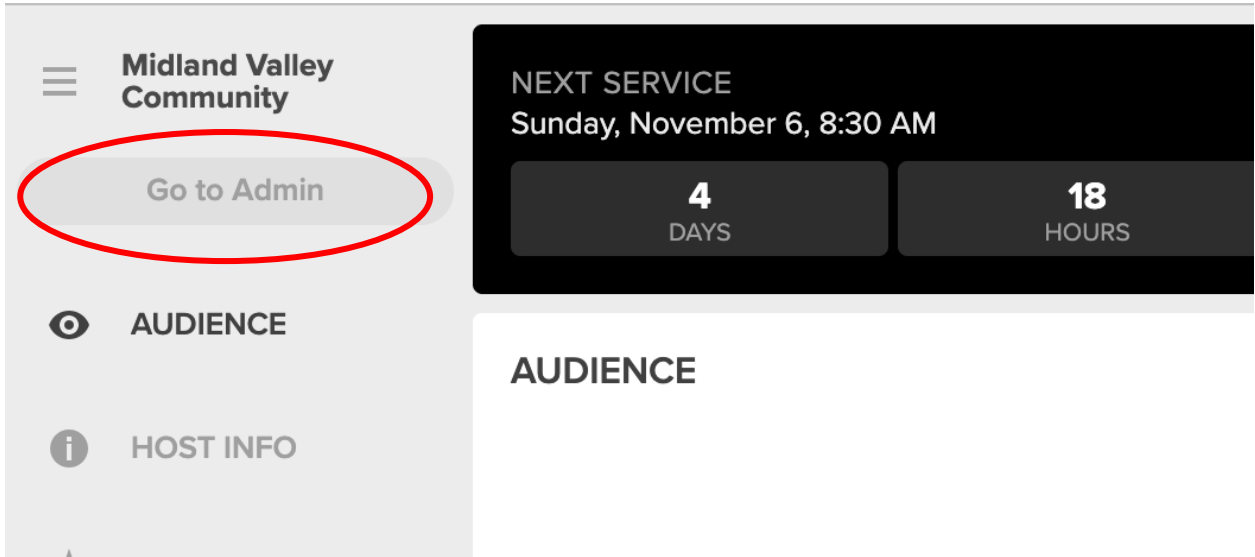 Midland Valley
Community
Go to Admin
AUDIENCE
HOST INFO
NEXT SERVICE
Sunday, November 6, 8:30 AM
4
DAYS
18
HOURS
AUDIENCE